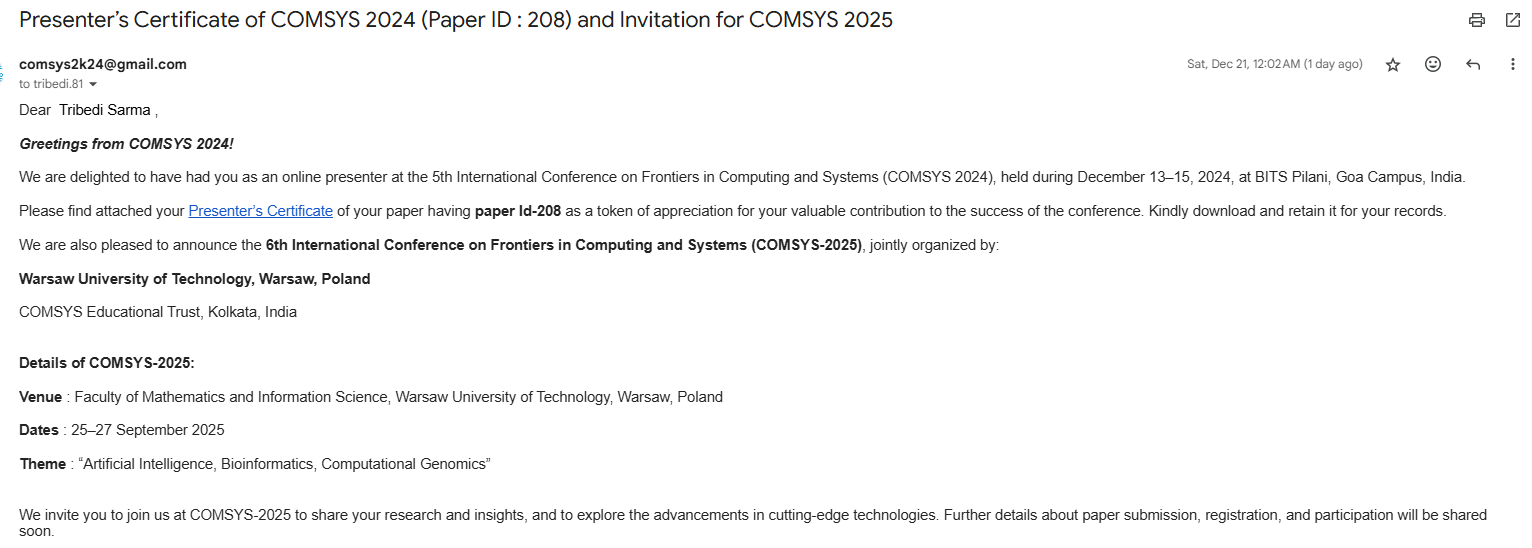 Presenter's Certificate of COMSYS 2024 (Paper ID : 208) and Invitation for COMSYS 2025
comsys2k24@gmail.com
Sat, Dec 21, 12:02 AM (1 day ago)
to tribedi.81
Dear Tribedi Sarma ,
Greetings from COMSYS 2024!
We are delighted to have had you as an online presenter at the 5th International Conference on Frontiers in Computing and Systems (COMSYS 2024), held during December 13–15, 2024, at BITS Pilani, Goa Campus, India.
Please find attached your Presenter's Certificate of your paper having paper Id-208 as a token of appreciation for your valuable contribution to the success of the conference. Kindly download and retain it for your records.
We are also pleased to announce the 6th International Conference on Frontiers in Computing and Systems (COMSYS-2025), jointly organized by:
Warsaw University of Technology, Warsaw, Poland
COMSYS Educational Trust, Kolkata, India
Details of COMSYS-2025:
Venue : Faculty of Mathematics and Information Science, Warsaw University of Technology, Warsaw, Poland
Dates : 25–27 September 2025
Theme : “Artificial Intelligence, Bioinformatics, Computational Genomics”
We invite you to join us at COMSYS-2025 to share your research and insights, and to explore the advancements in cutting-edge technologies. Further details about paper submission, registration, and participation will be shared
soon.